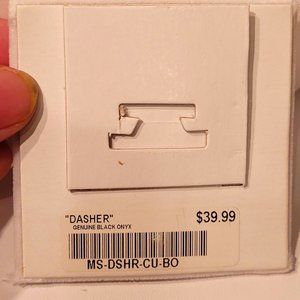 "DASHER"
$39.99
GENUINE BLACK ONYX
MS-DSHR-CU-BO